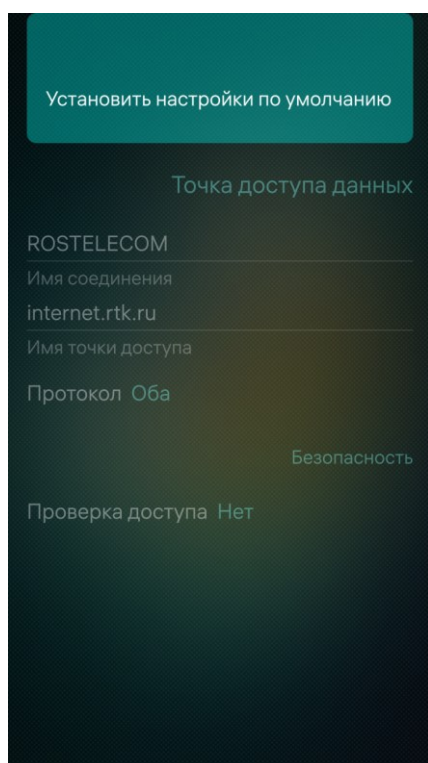 Установить настройки по умолчанию
Точка доступа данных
ROSTELECOM
Имя соединения
internet.rtk.ru
Имя точки доступа
Протокол Оба
Безопасность
Проверка доступа Нет